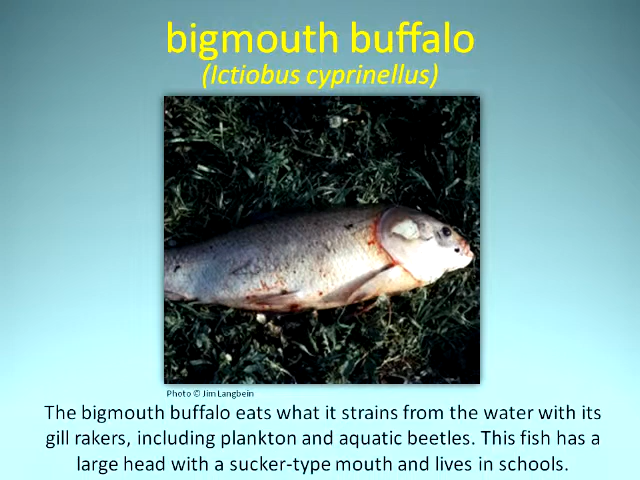 bigmouth buffalo
(Ictiobus cyprinellus)
Photo © Jim Langbein
The bigmouth buffalo eats what it strains from the water with its
gill rakers, including plankton and aquatic beetles. This fish has a
large head with a sucker-type mouth and lives in schools.